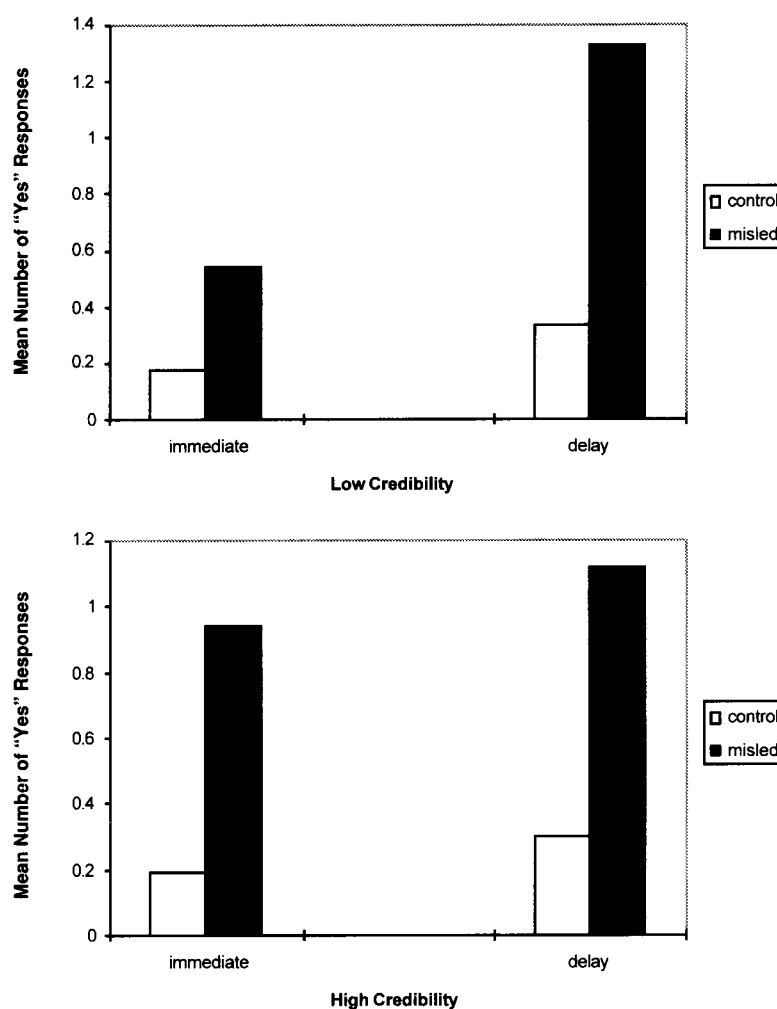 1.4
1.2
1
0.8
0.6
0.4
0.2
0
Mean Number of "Yes" Responses
immediate
delay
Low Credibility
control
misled
1.2
1
0.8
0.6
0.4
0.2
0
Mean Number of "Yes" Responses
immediate
delay
High Credibility
control
misled